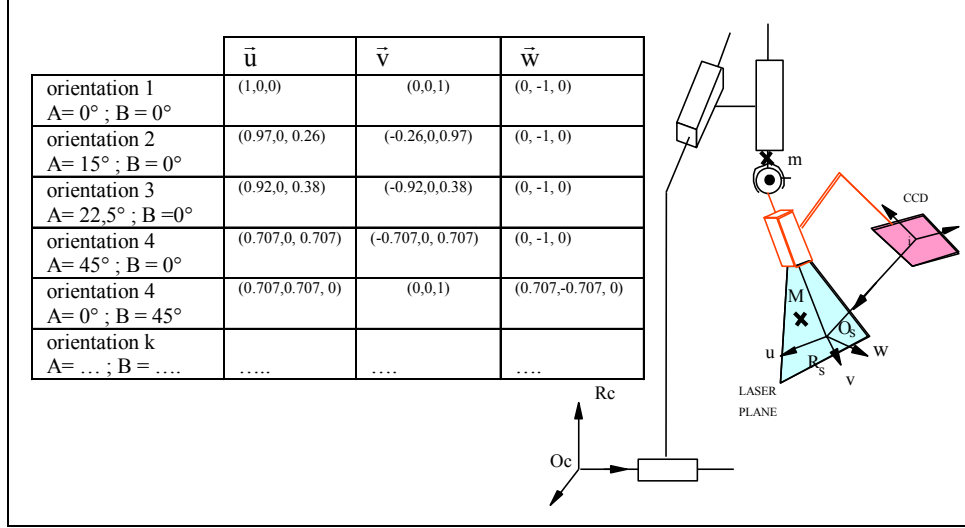 u⃗ v⃗ w⃗
orientation 1 (1,0,0) (0,0,1) (0, -1, 0)
A= 0° ; B = 0°
orientation 2 (0.97,0, 0.26) (-0.26,0,0.97) (0, -1, 0)
A= 15° ; B = 0°
orientation 3 (0.92,0, 0.38) (-0.92,0,0.38) (0, -1, 0)
A= 22,5° ; B =0°
orientation 4 (0.707,0, 0.707) (-0.707,0, 0.707) (0, -1, 0)
A= 45° ; B = 0°
orientation 4 (0.707,0.707, 0) (0,0,1) (0.707,-0.707, 0)
A= 0° ; B = 45°
orientation k
A= … ; B = …. ….. …. ….
m
CCD
i
M
Os
u
Rs
w
v
LASER
PLANE
Rc
Oc